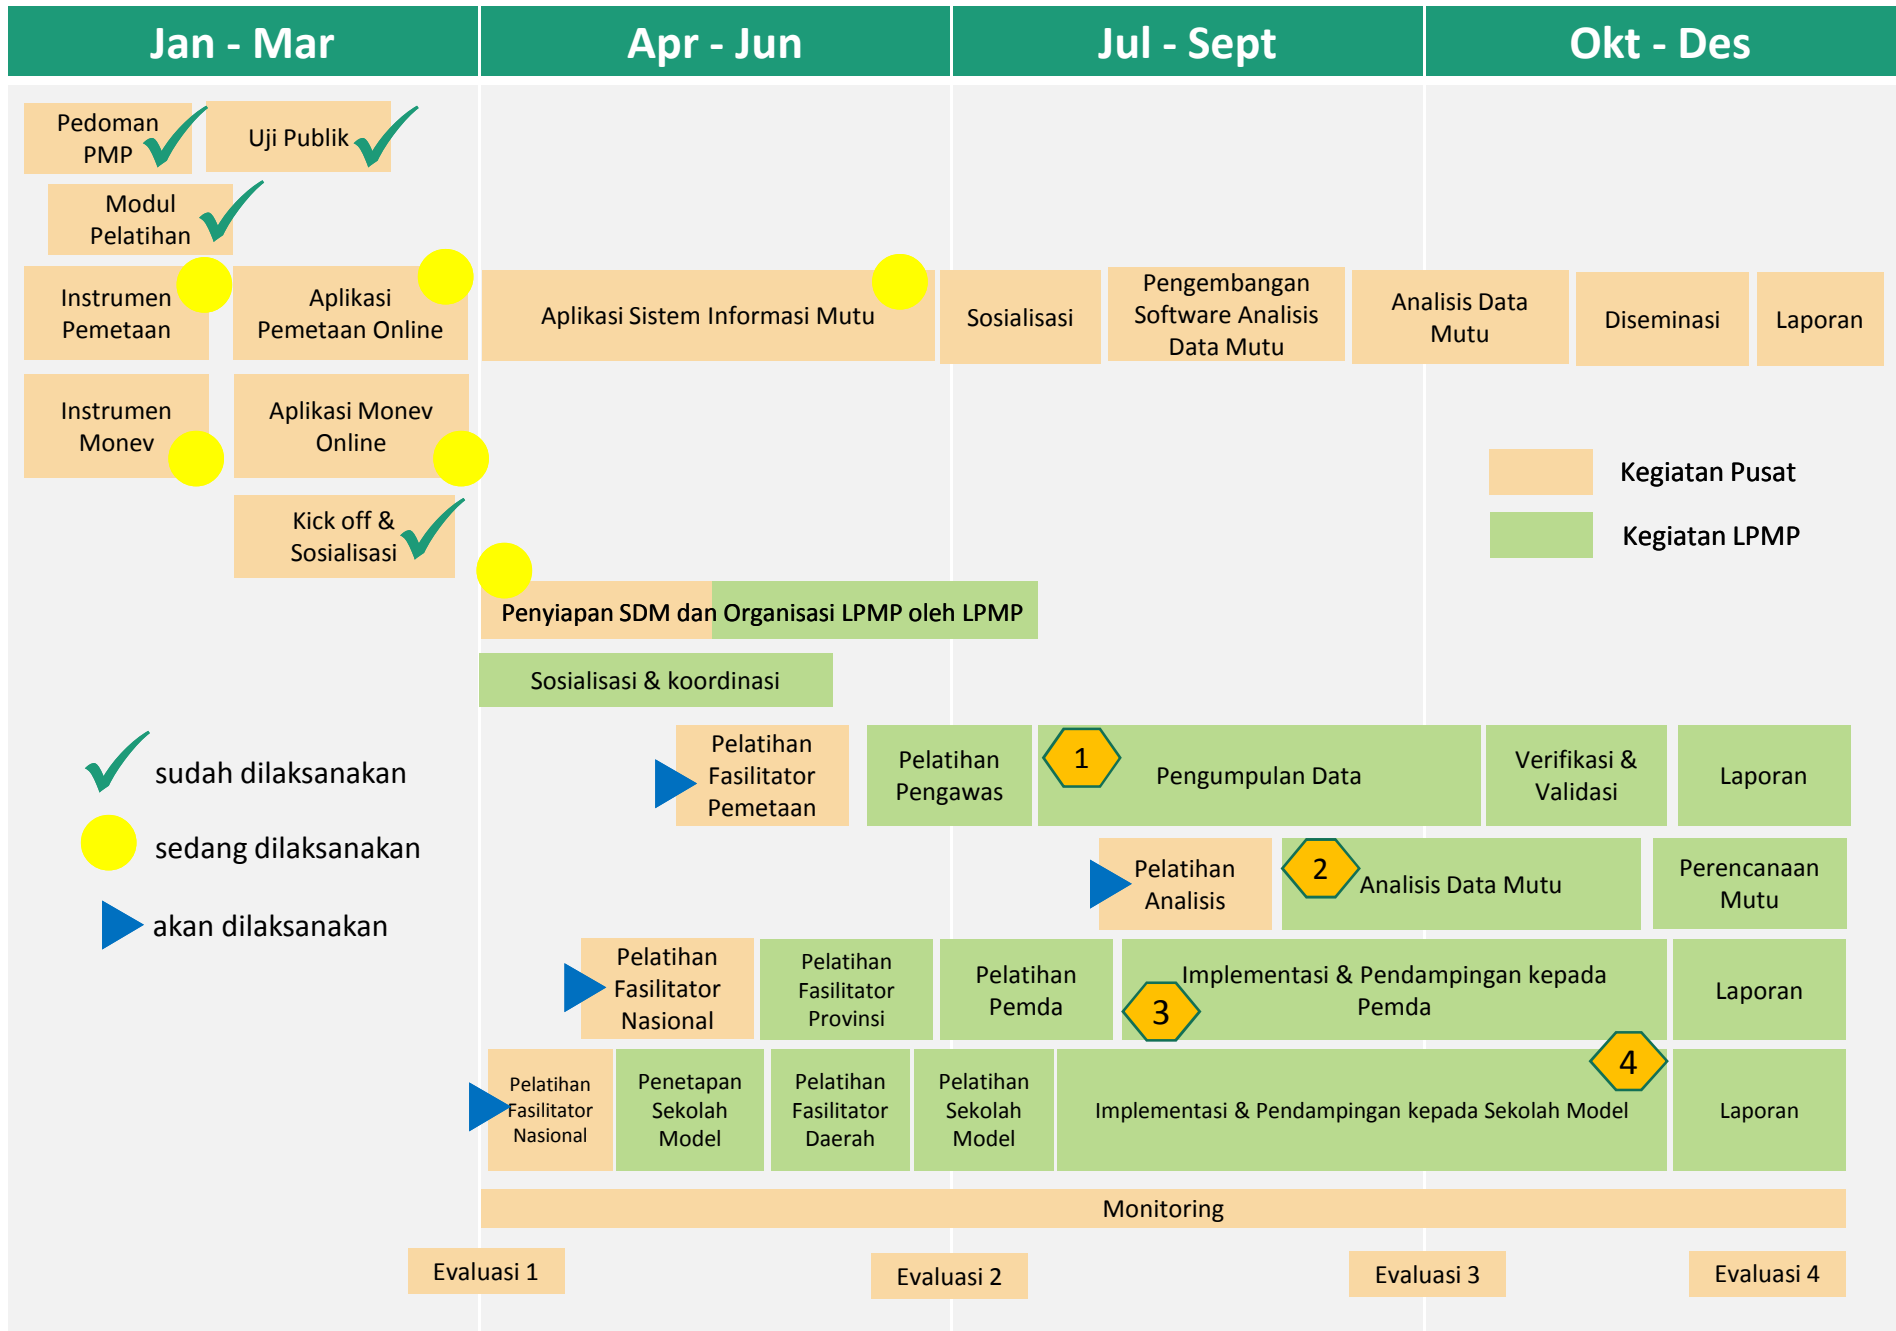 Jan - Mar
Apr - Jun
Jul - Sept
Okt - Des
Pedoman
PMP
Uji Publik
Modul
Pelatihan
Instrumen
Pemetaan
Aplikasi
Pemetaan Online
Aplikasi Sistem Informasi Mutu
Sosialisasi
Pengembangan
Software Analisis
Data Mutu
Analisis Data
Mutu
Diseminasi
Laporan
Instrumen
Monev
Aplikasi Monev
Online
Kegiatan Pusat
Kegiatan LPMP
Kick off &
Sosialisasi
Penyiapan SDM dan Organisasi LPMP oleh LPMP
Sosialisasi & koordinasi
sudah dilaksanakan
sedang dilaksanakan
akan dilaksanakan
Pelatihan
Fasilitator
Pemetaan
Pelatihan
Pengawas
1
Pengumpulan Data
Verifikasi &
Validasi
Laporan
Pelatihan
Analisis
2
Analisis Data Mutu
Perencanaan
Mutu
Pelatihan
Fasilitator
Nasional
Pelatihan
Fasilitator
Provinsi
Pelatihan
Pemda
3
Implementasi & Pendampingan kepada
Pemda
Laporan
Pelatihan
Fasilitator
Nasional
Penetapan
Sekolah
Model
Pelatihan
Fasilitator
Daerah
Pelatihan
Sekolah
Model
4
Implementasi & Pendampingan kepada Sekolah Model
Laporan
Monitoring
Evaluasi 1
Evaluasi 2
Evaluasi 3
Evaluasi 4